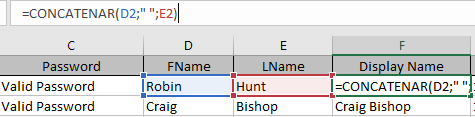 =CONCATENAR(D2;" ";E2)
C D E F
Password FName LName Display Name
Valid Password Robin Hunt =CONCATENAR(D2;" ";
Valid Password Craig Bishop Craig Bishop